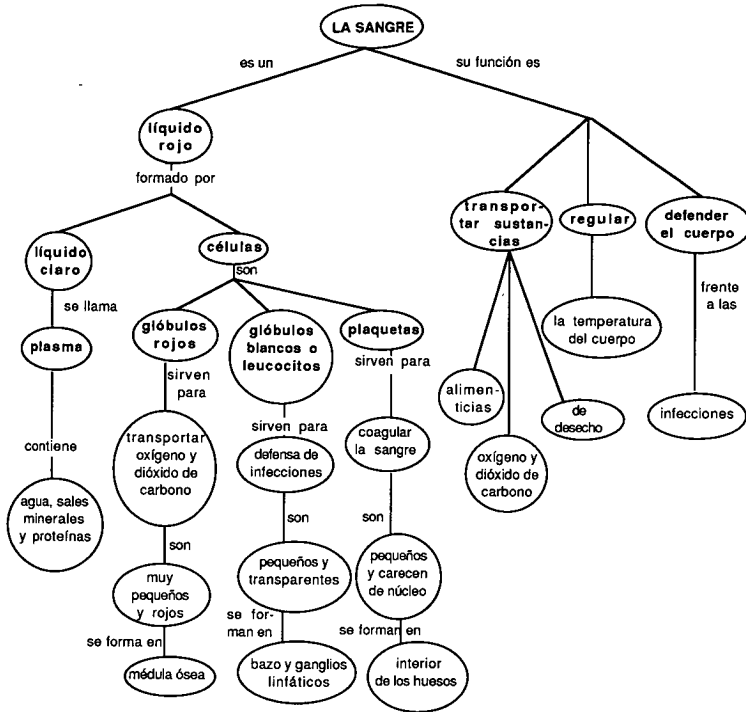 LA SANGRE
es un
su función es
líquido
rojo
formado por
transpor-
tar sustan-
cias
regular
defender
el cuerpo
líquido
claro
células
son
frente
a las
se llama
plasma
glóbulos
rojos
glóbulos
blancos o
leucocitos
plaquetas
la temperatura
del cuerpo
sirven
para
sirven para
sirven para
alimen-
ticias
de
desecho
infecciones
contiene
transportar
oxígeno y
dióxido de
carbono
defensa de
infecciones
coagular
la sangre
oxígeno y
dióxido de
carbono
agua, sales
minerales
y proteínas
son
son
son
muy
pequeños
y rojos
pequeños y
transparentes
pequeños
y carecen
de núcleo
se forma en
se for-
man en
se forman en
médula ósea
bazo y ganglios
linfáticos
interior
de los huesos